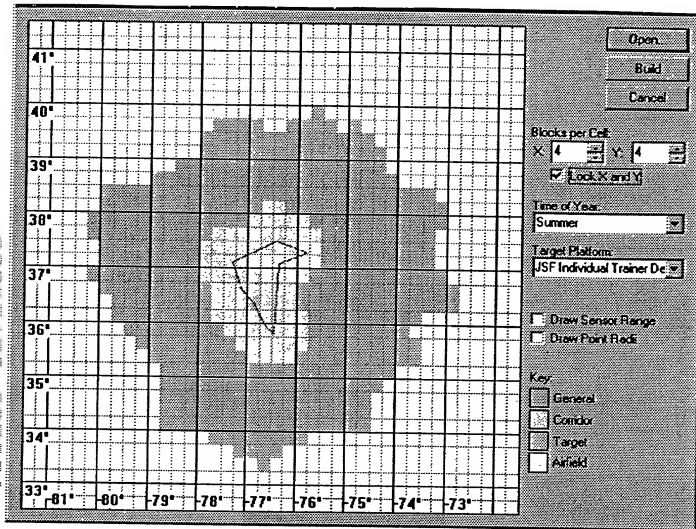 41°
40°
39°
38°
37°
36°
35°
34°
33°
-81° -80° -79° -78° -77° -76° -75° -74° -73°
Open...
Build
Cancel
Blocks per Cell:
X: 4 Y: 4
Lock X and Y
Time of Year:
Summer
Target Platform:
JSF Individual Trainer De
Draw Sensor Range
Draw Point Radii
Key:
General
Corridor
Target
Airfield